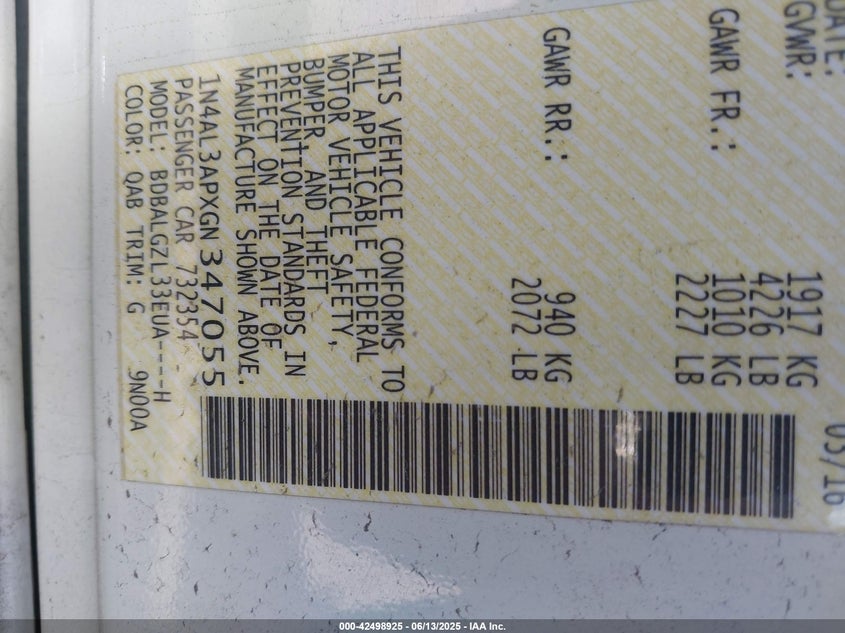 DATE: 03/16
GVWR: 1917 KG
4226 LB
GAWR FR.: 1010 KG
2227 LB
GAWR RR.: 940 KG
2072 LB
THIS VEHICLE CONFORMS TO
ALL APPLICABLE FEDERAL
MOTOR VEHICLE SAFETY,
BUMPER AND THEFT
PREVENTION STANDARDS IN
EFFECT ON THE DATE OF
MANUFACTURE SHOWN ABOVE.
1N4AL3APXGN347055
PASSENGER CAR 732354
MODEL: BDBALGZL33EUA----H
COLOR: QAB TRIM: G 9N00A
000-42498925 - 06/13/2025 - IAA Inc.